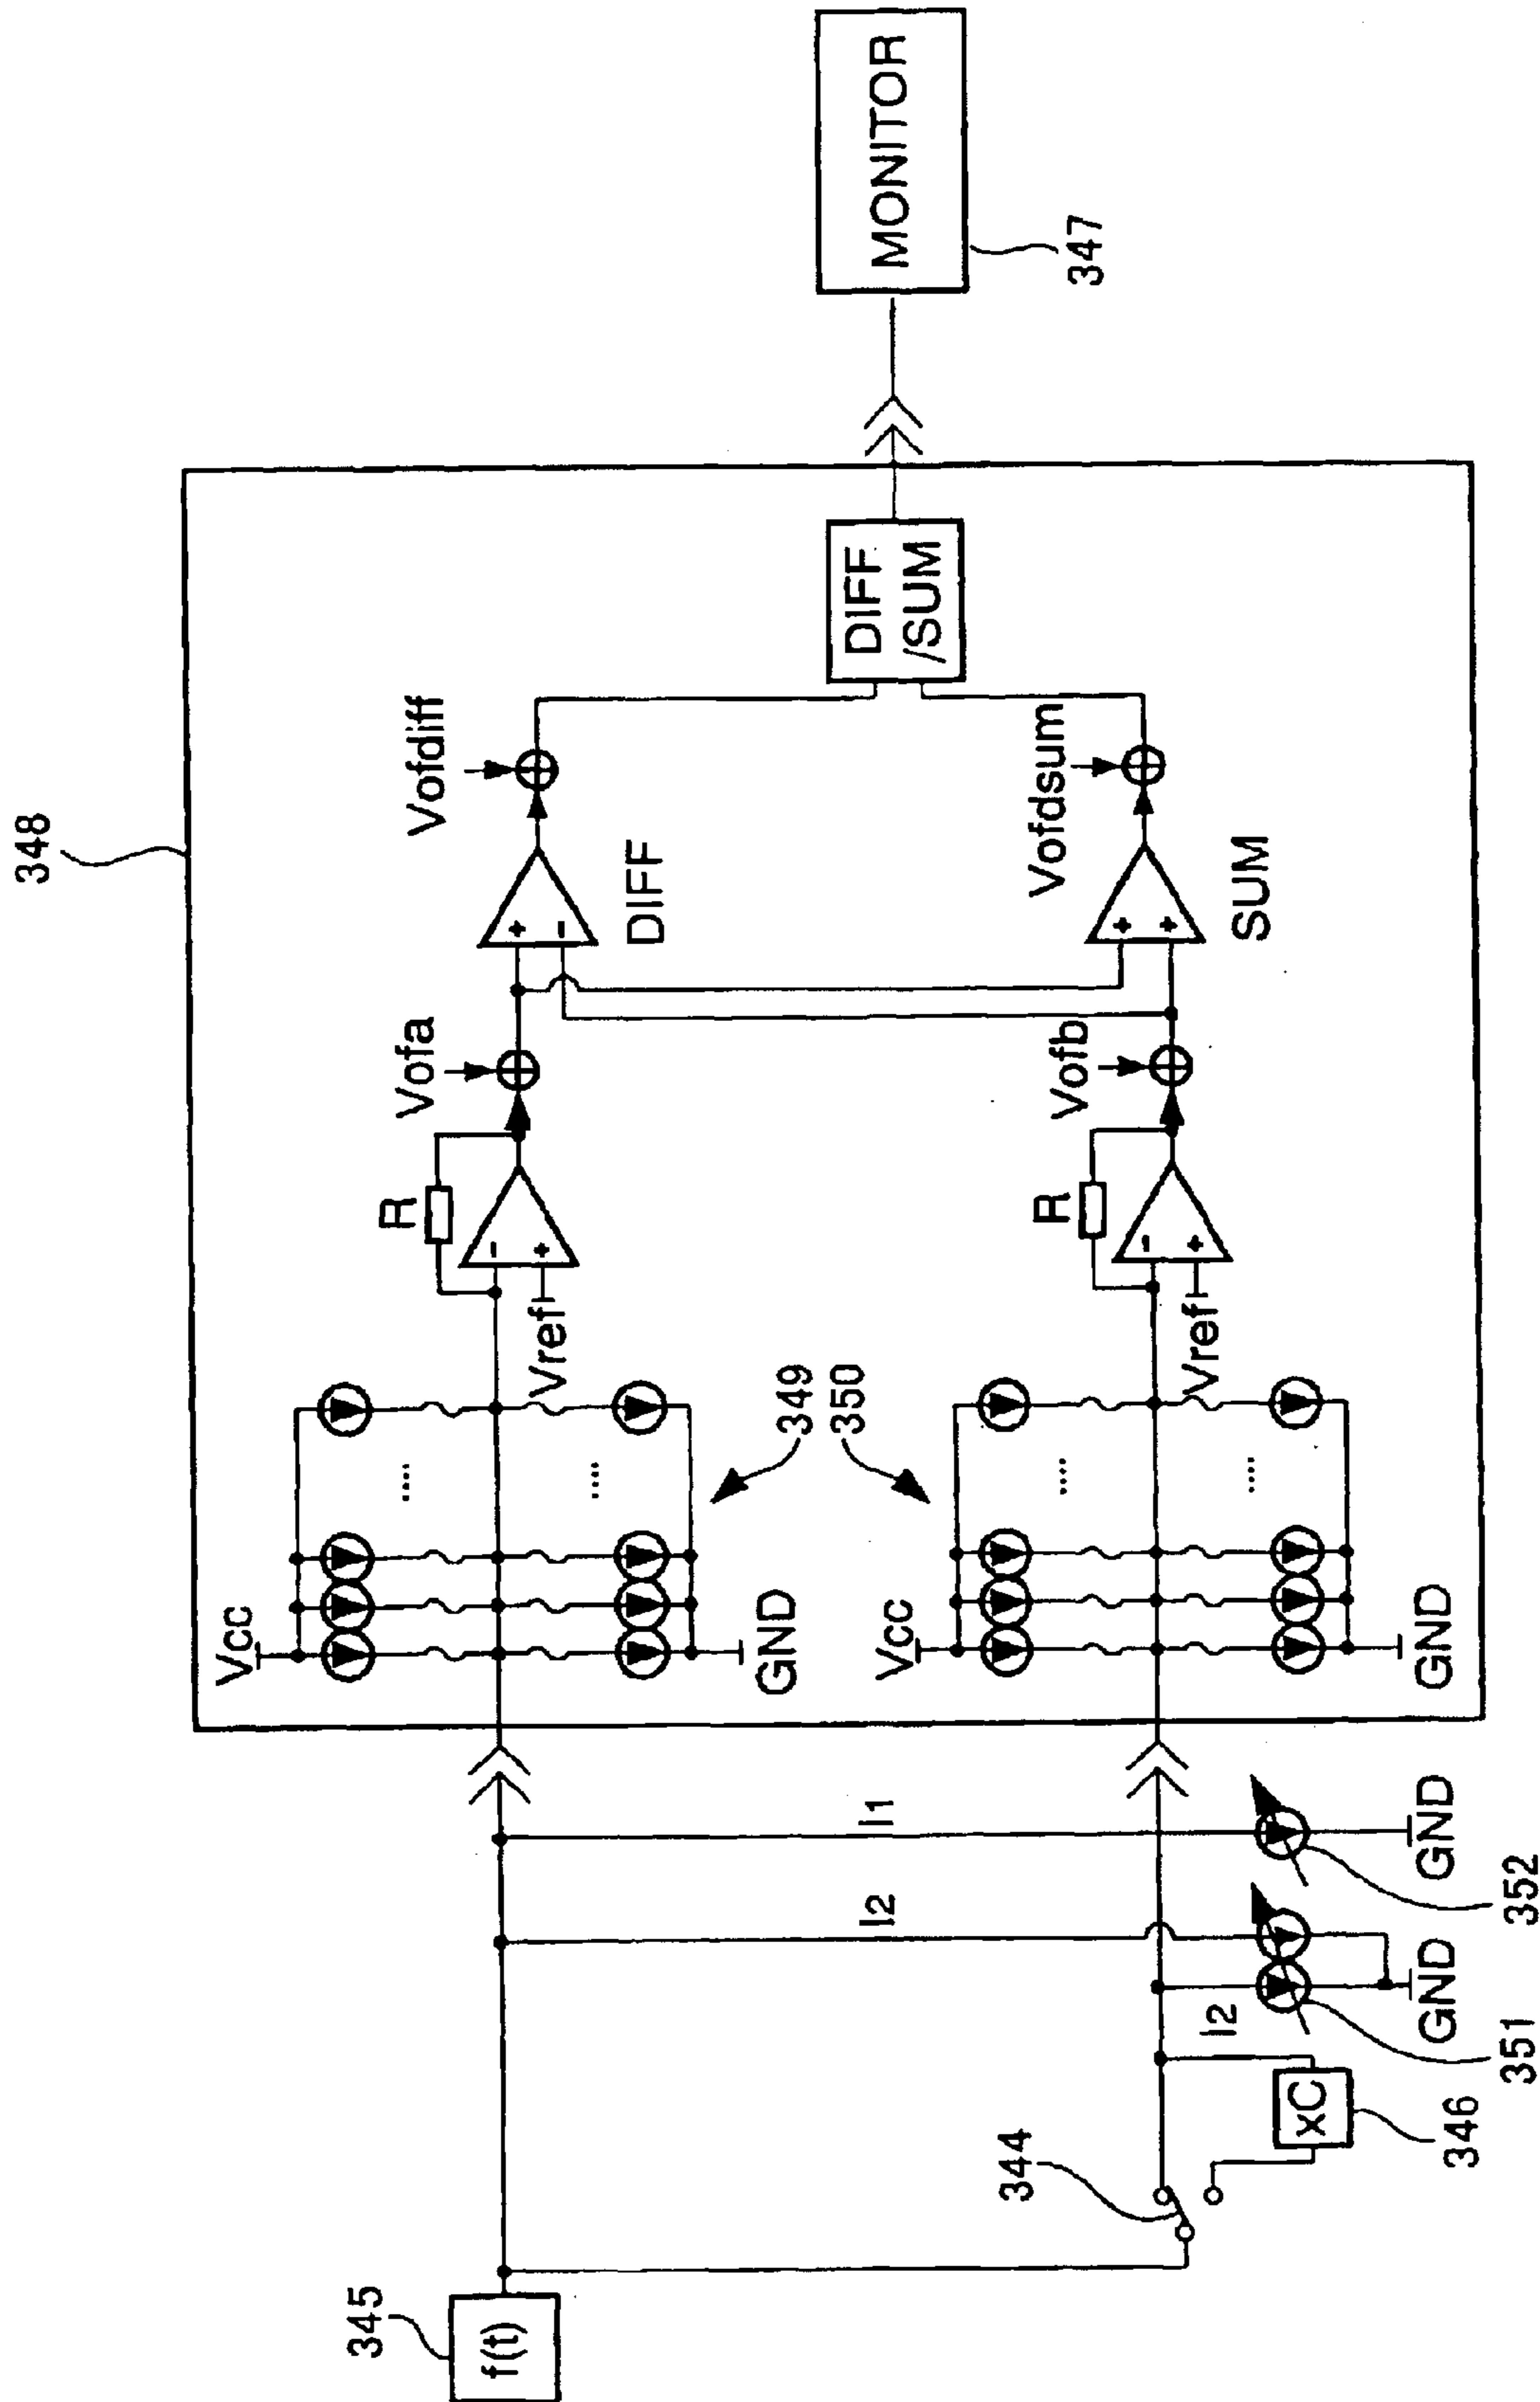 348
Vcc
R
Vofa
Vofdiff
Vref
DIFF
349
GND
345
f(t)
I1
I2
DIFF
/SUM
MONITOR
347
350
Vcc
R
Vofb
Vofdsum
Vref
SUM
GND
344
I2
xC
346
GND
351
GND
352